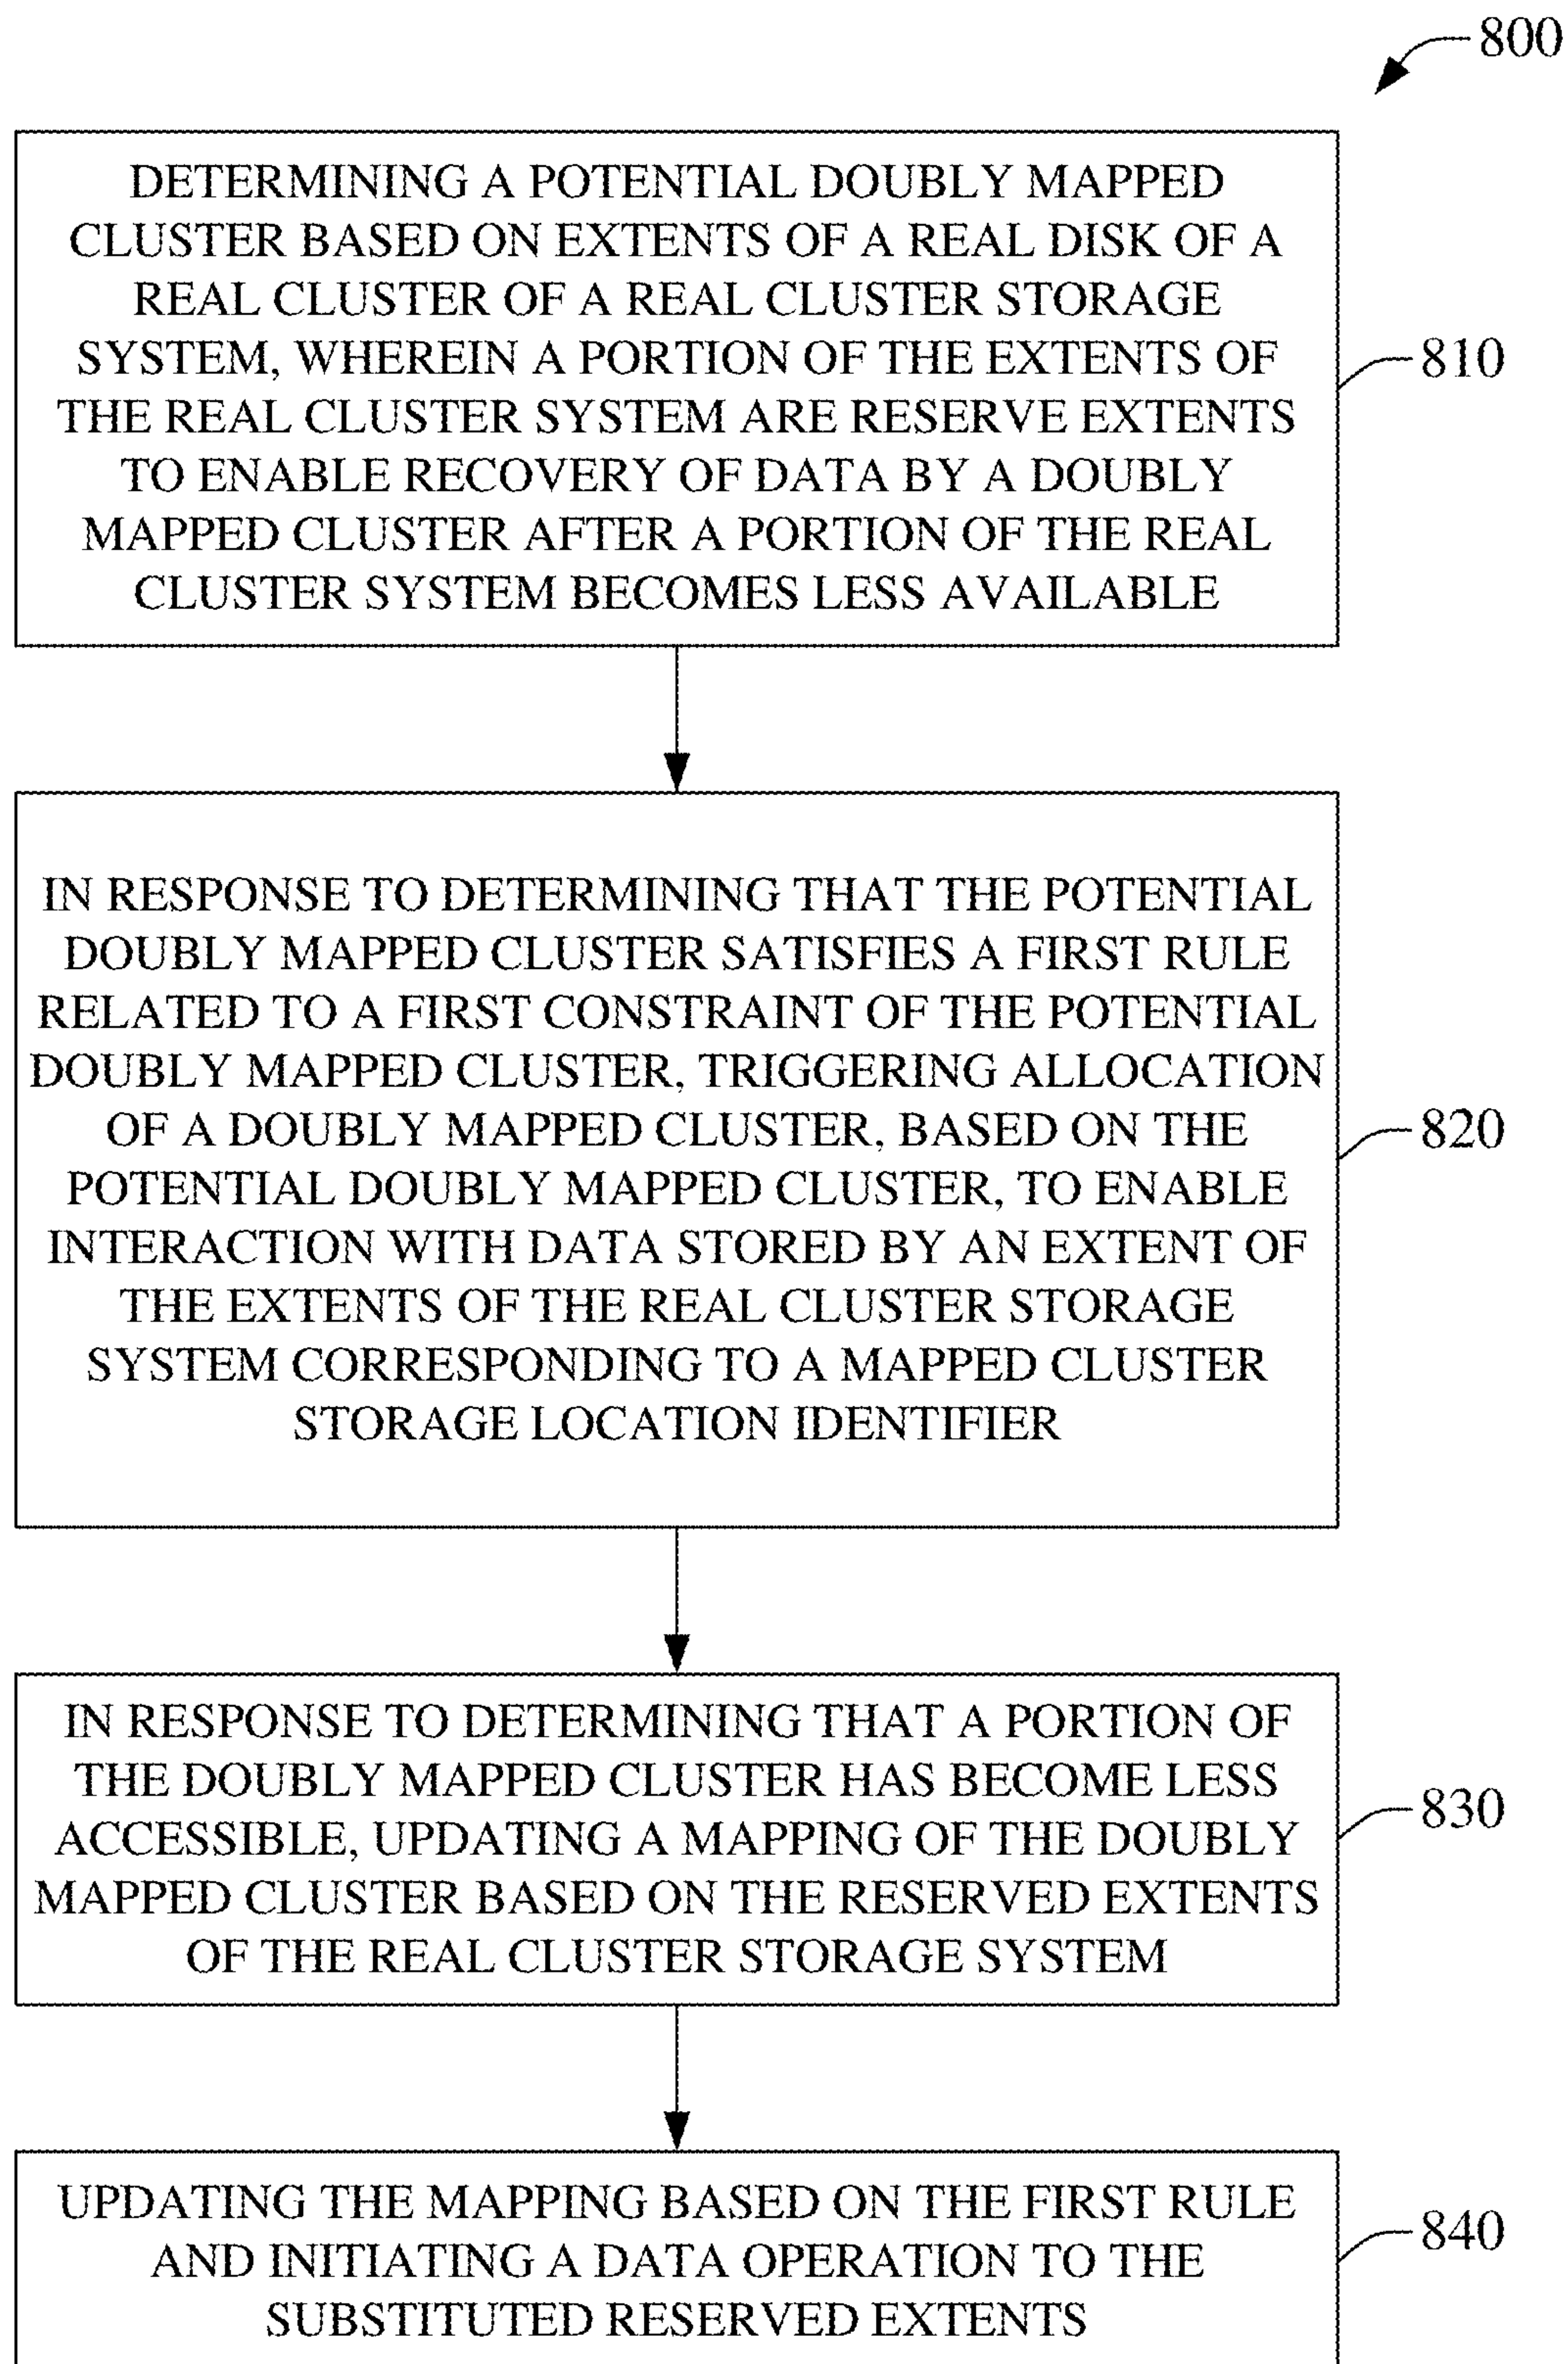 800
DETERMINING A POTENTIAL DOUBLY MAPPED
CLUSTER BASED ON EXTENTS OF A REAL DISK OF A
REAL CLUSTER OF A REAL CLUSTER STORAGE
SYSTEM, WHEREIN A PORTION OF THE EXTENTS OF
THE REAL CLUSTER SYSTEM ARE RESERVE EXTENTS
TO ENABLE RECOVERY OF DATA BY A DOUBLY
MAPPED CLUSTER AFTER A PORTION OF THE REAL
CLUSTER SYSTEM BECOMES LESS AVAILABLE
810
IN RESPONSE TO DETERMINING THAT THE POTENTIAL
DOUBLY MAPPED CLUSTER SATISFIES A FIRST RULE
RELATED TO A FIRST CONSTRAINT OF THE POTENTIAL
DOUBLY MAPPED CLUSTER, TRIGGERING ALLOCATION
OF A DOUBLY MAPPED CLUSTER, BASED ON THE
POTENTIAL DOUBLY MAPPED CLUSTER, TO ENABLE
INTERACTION WITH DATA STORED BY AN EXTENT OF
THE EXTENTS OF THE REAL CLUSTER STORAGE
SYSTEM CORRESPONDING TO A MAPPED CLUSTER
STORAGE LOCATION IDENTIFIER
820
IN RESPONSE TO DETERMINING THAT A PORTION OF
THE DOUBLY MAPPED CLUSTER HAS BECOME LESS
ACCESSIBLE, UPDATING A MAPPING OF THE DOUBLY
MAPPED CLUSTER BASED ON THE RESERVED EXTENTS
OF THE REAL CLUSTER STORAGE SYSTEM
830
UPDATING THE MAPPING BASED ON THE FIRST RULE
AND INITIATING A DATA OPERATION TO THE
SUBSTITUTED RESERVED EXTENTS
840